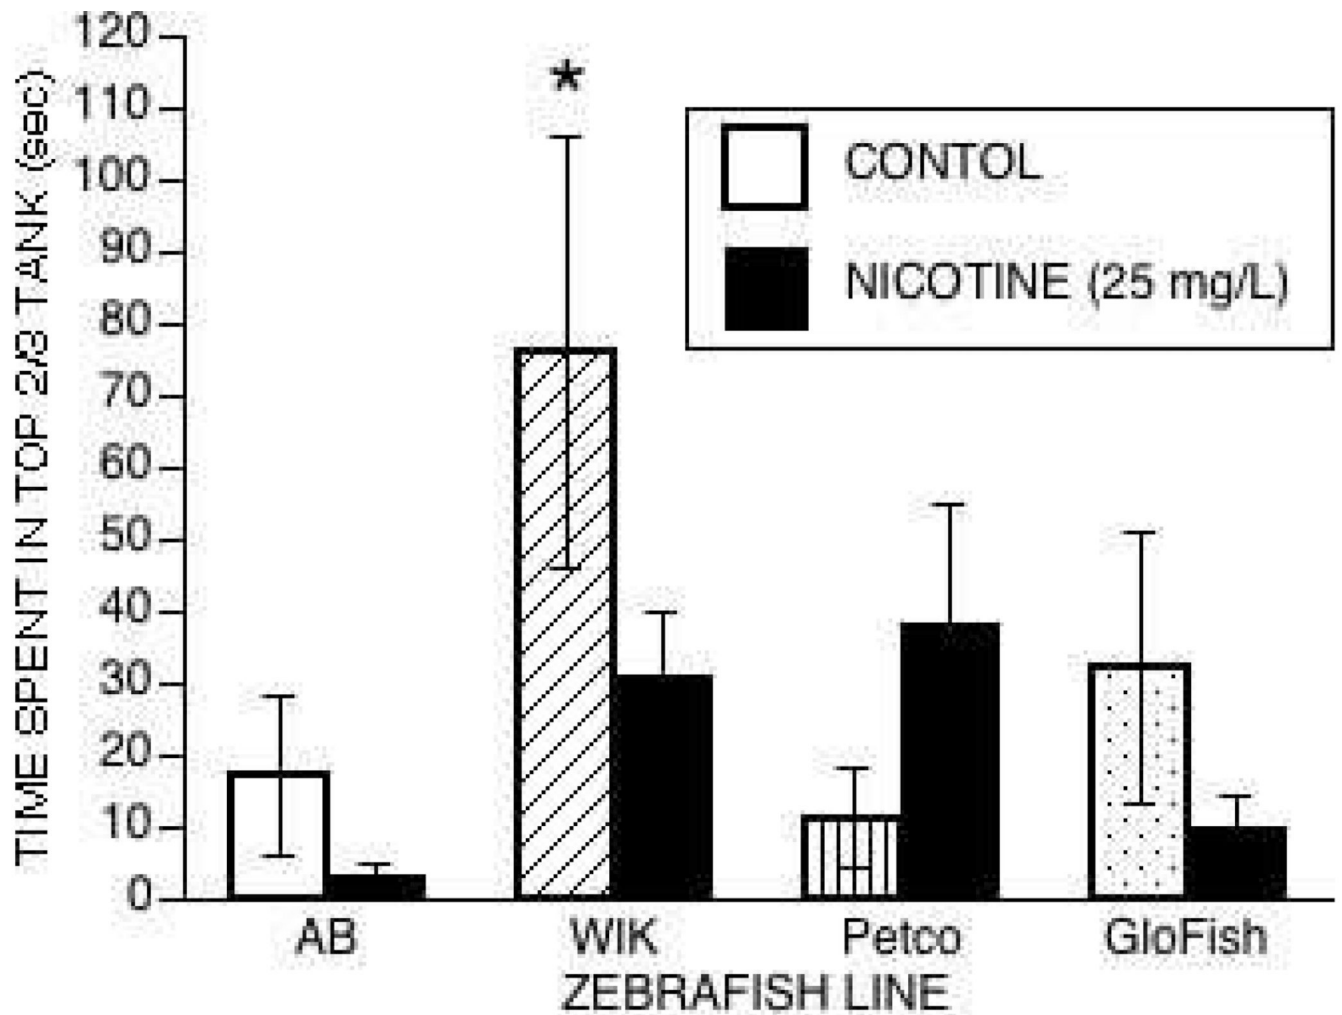 TIME SPENT IN TOP 2/3 TANK (sec)
120
110
100
90
80
70
60
50
40
30
20
10
0
*
CONTOL
NICOTINE (25 mg/L)
AB WIK Petco GloFish
ZEBRAFISH LINE